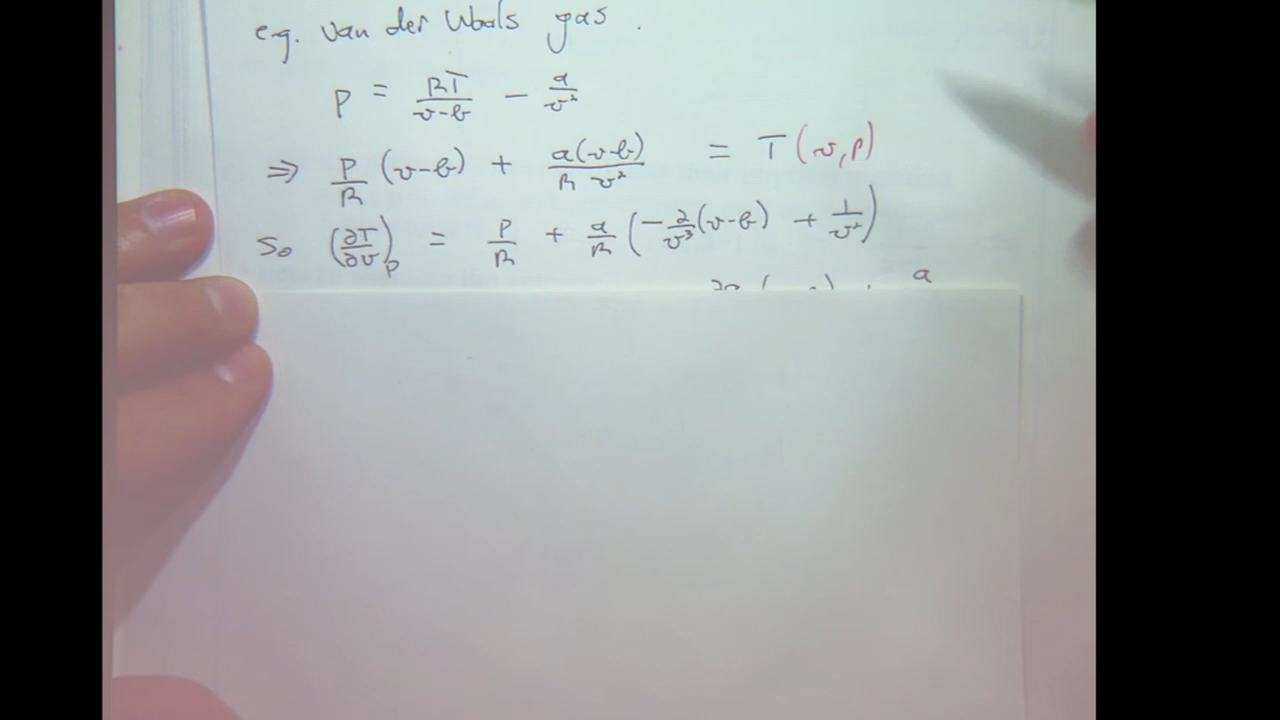 e.g. Van der Waals gas.
P = RT/(v-b) - a/v²
⇒ P/R (v-b) + a(v-b)/(R v²) = T(v,p)
So (∂T/∂v)_P = P/R + a/R (-2/v³ (v-b) + 1/v²)
a